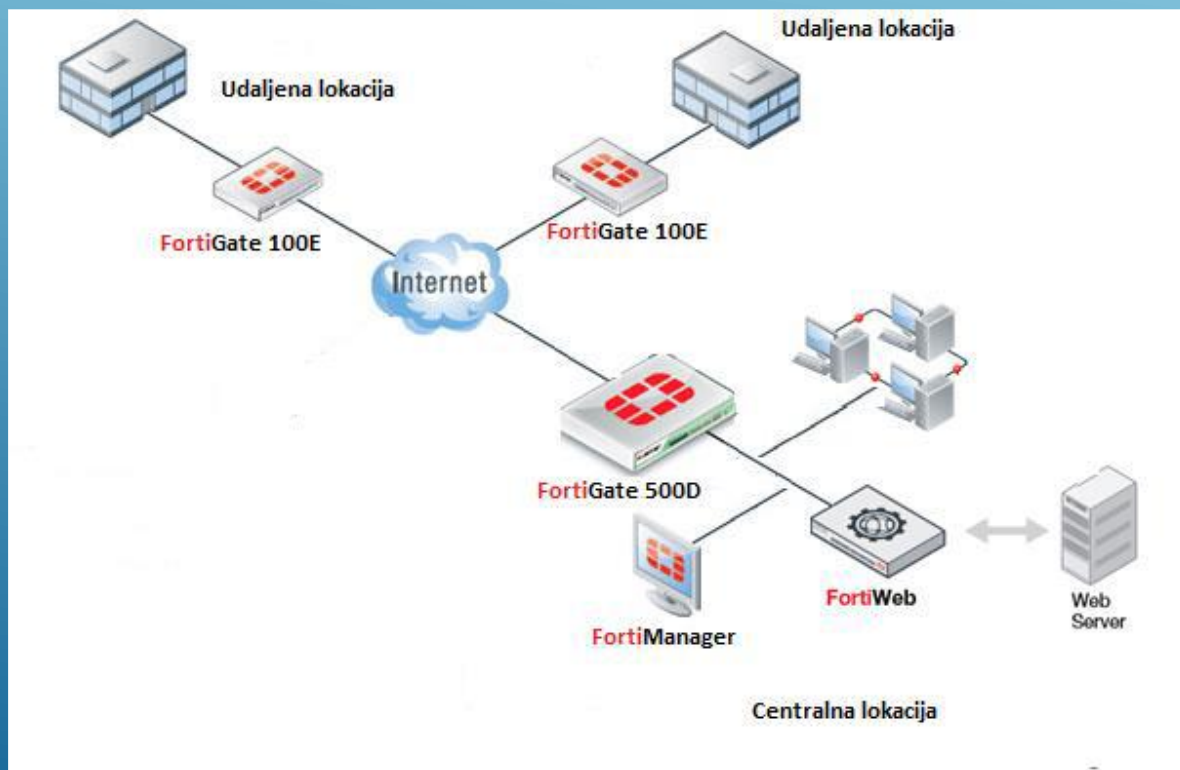 Udaljena lokacija
Udaljena lokacija
FortiGate 100E
FortiGate 100E
Internet
FortiGate 500D
FortiManager
FortiWeb
Web
Server
Centralna lokacija